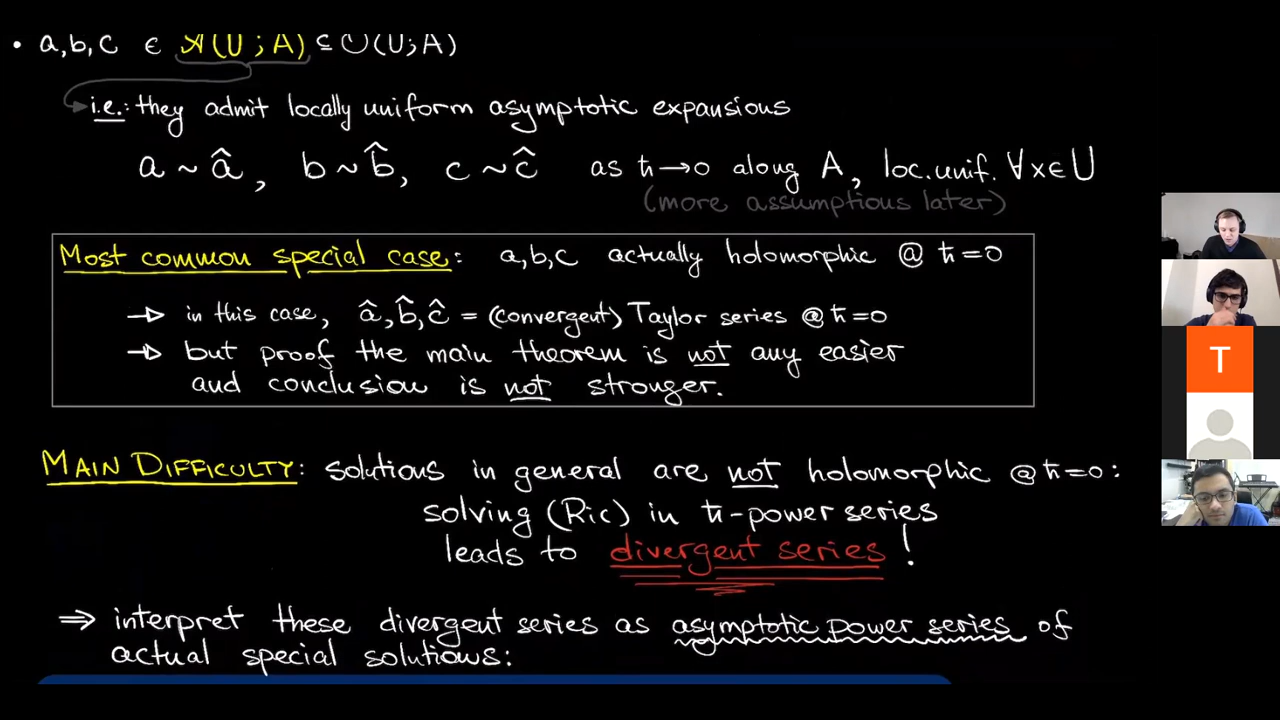 • a,b,c ∈ 𝒜(U;A) ⊆ 𝒪(U;A)
i.e.: they admit locally uniform asymptotic expansions
a ~ â, b ~ b̂, c ~ ĉ as ħ→0 along A, loc.unif. ∀x∈U
(more assumptions later)
Most common special case: a,b,c actually holomorphic @ ħ=0
→ in this case, â,b̂,ĉ = (convergent) Taylor series @ħ=0
→ but proof the main theorem is not any easier
and conclusion is not stronger.
MAIN DIFFICULTY: solutions in general are not holomorphic @ħ=0:
solving (Ric) in ħ-power series
leads to divergent series!
⇒ interpret these divergent series as asymptotic power series of
actual special solutions:
T